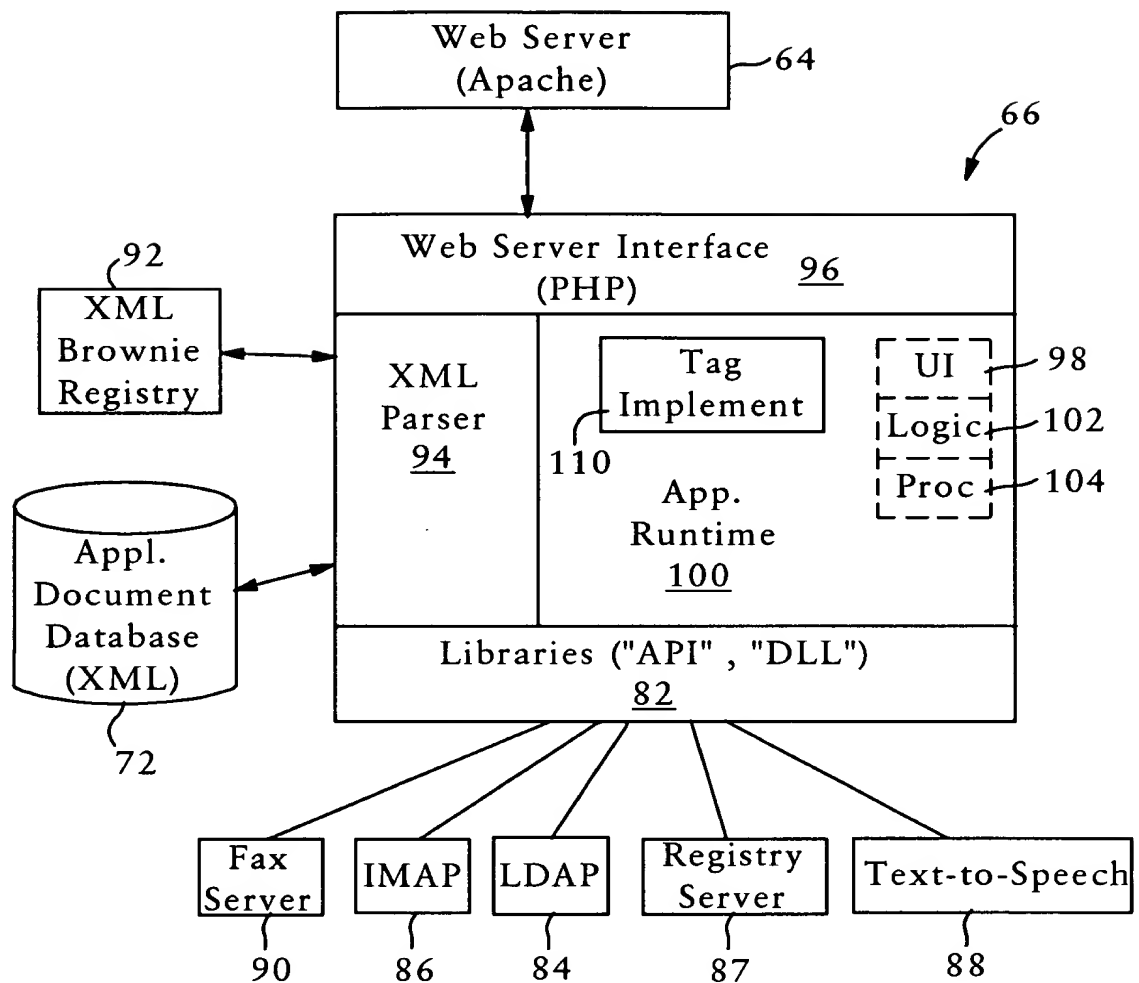 Web Server
(Apache)
64
66
Web Server Interface
(PHP)
96
92
XML
Brownie
Registry
XML
Parser
94
Tag
Implement
110
UI
98
Logic
102
Proc
104
App.
Runtime
100
Appl.
Document
Database
(XML)
72
Libraries ("API" , "DLL")
82
Fax
Server
IMAP
LDAP
Registry
Server
Text-to-Speech
90
86
84
87
88